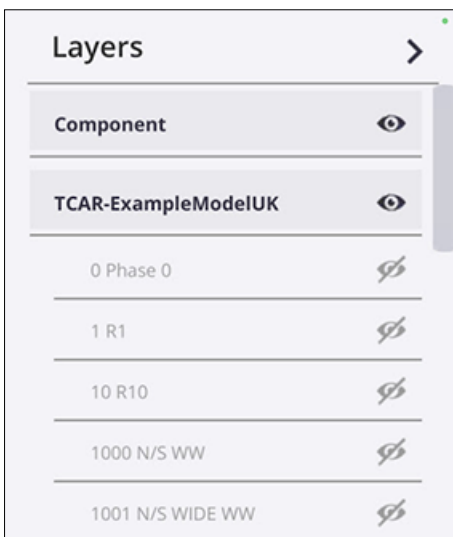 Layers
Component
TCAR-ExampleModelUK
0 Phase 0
1 R1
10 R10
1000 N/S WW
1001 N/S WIDE WW